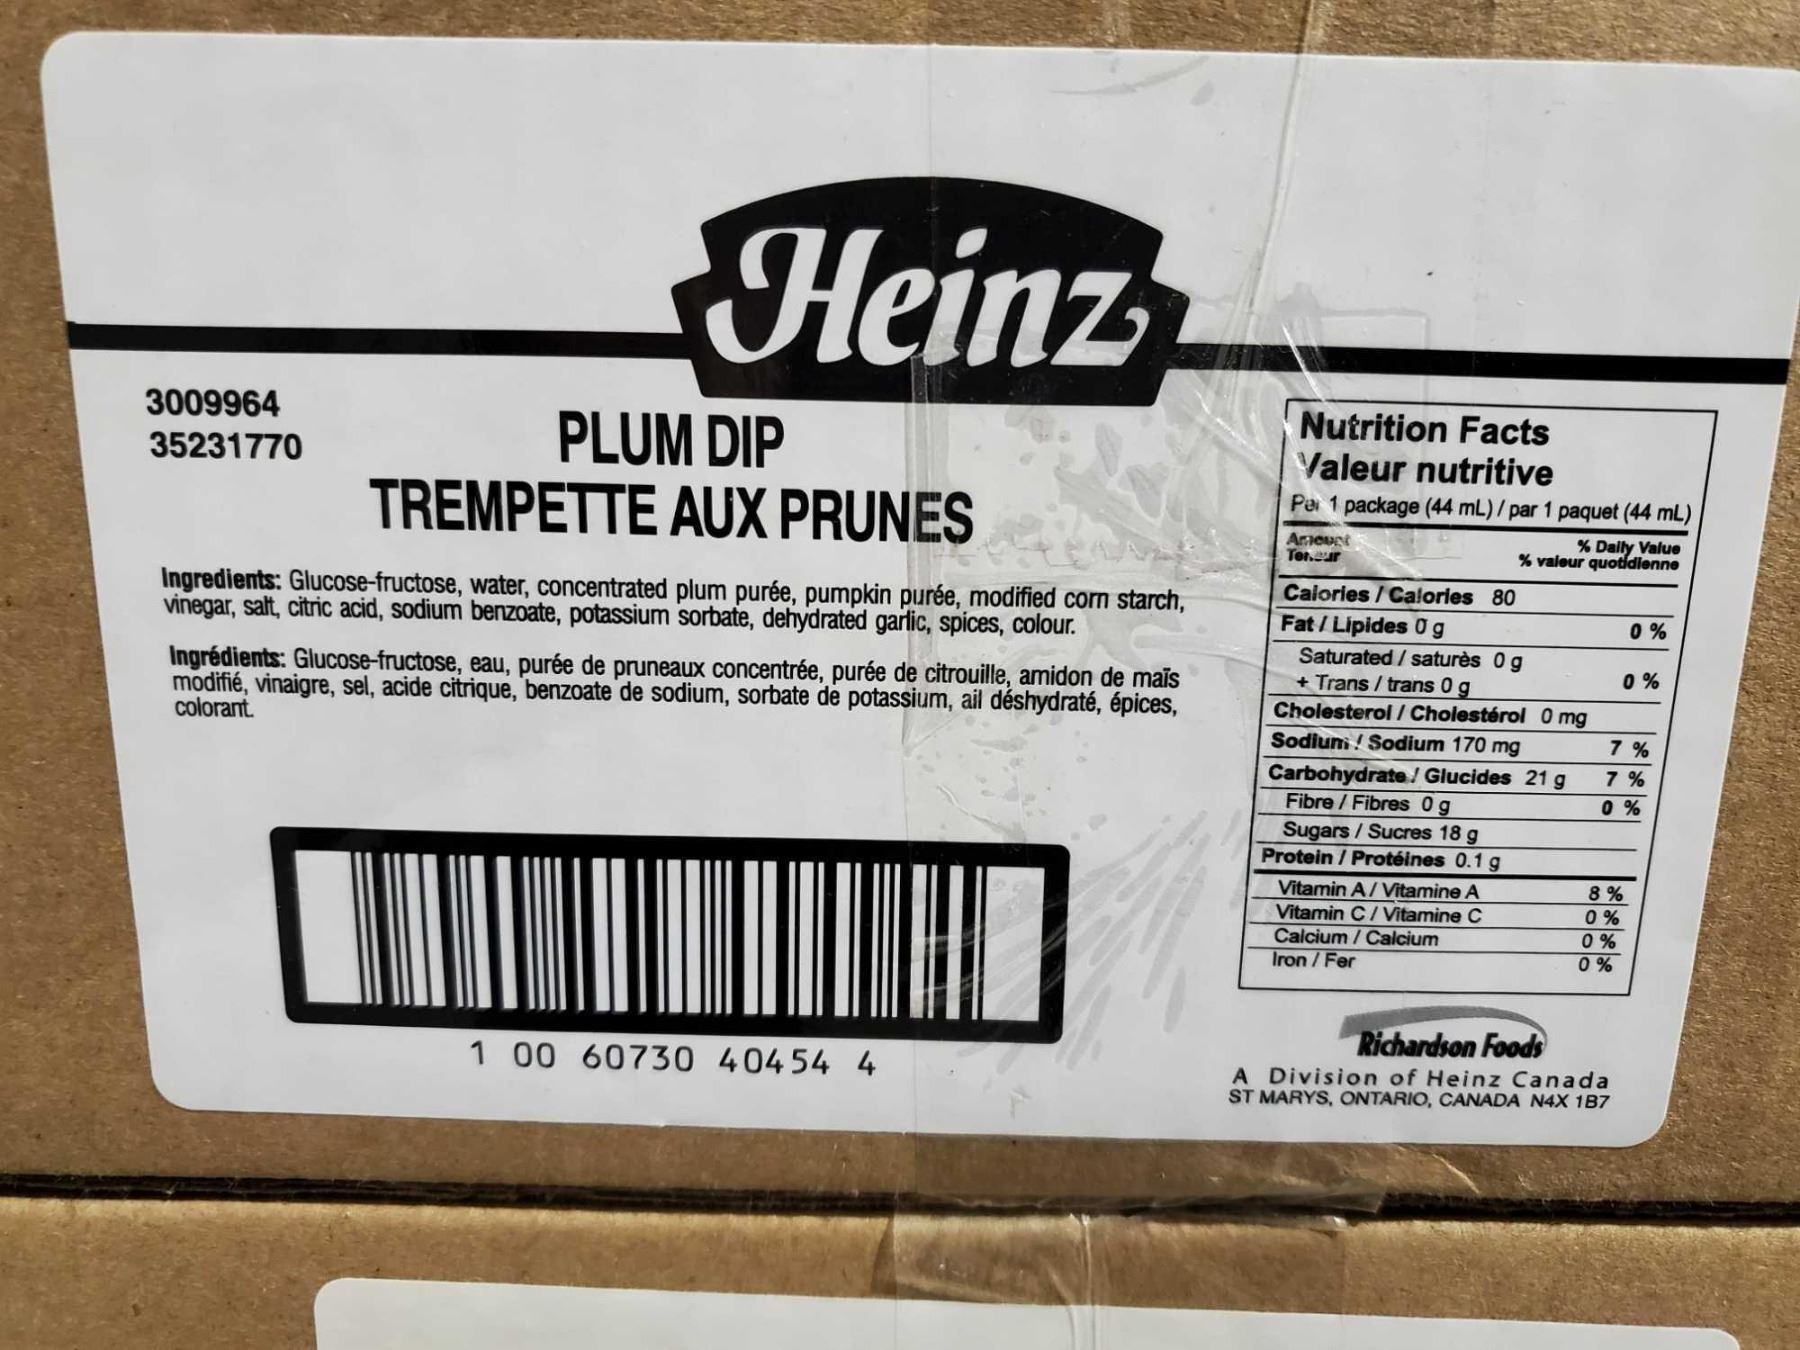 Heinz
3009964
35231770
PLUM DIP
TREMPETTE AUX PRUNES
Ingredients: Glucose-fructose, water, concentrated plum purée, pumpkin purée, modified corn starch,
vinegar, salt, citric acid, sodium benzoate, potassium sorbate, dehydrated garlic, spices, colour.
Ingrédients: Glucose-fructose, eau, purée de pruneaux concentrée, purée de citrouille, amidon de maïs
modifié, vinaigre, sel, acide citrique, benzoate de sodium, sorbate de potassium, ail déshydraté, épices,
colorant.
1 00 60730 40454 4
Nutrition Facts
Valeur nutritive
Per 1 package (44 mL) / par 1 paquet (44 mL)
Amount % Daily Value
Teneur % valeur quotidienne
Calories / Calories 80
Fat / Lipides 0 g 0 %
Saturated / saturès 0 g
+ Trans / trans 0 g 0 %
Cholesterol / Cholestérol 0 mg
Sodium / Sodium 170 mg 7 %
Carbohydrate / Glucides 21 g 7 %
Fibre / Fibres 0 g 0 %
Sugars / Sucres 18 g
Protein / Protéines 0.1 g
Vitamin A / Vitamine A 8 %
Vitamin C / Vitamine C 0 %
Calcium / Calcium 0 %
Iron / Fer 0 %
Richardson Foods
A Division of Heinz Canada
ST MARYS, ONTARIO, CANADA N4X 1B7